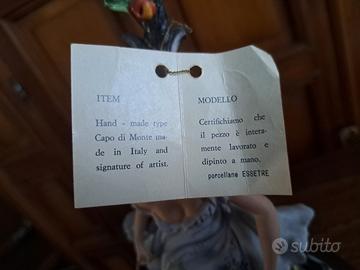 ITEM
Hand - made type
Capo di Monte ma-
de in Italy and
signature of artist.
MODELLO
Certifichiamo che
il pezzo è intera-
mente lavorato e
dipinto a mano.
porcellane ESSETRE
subito